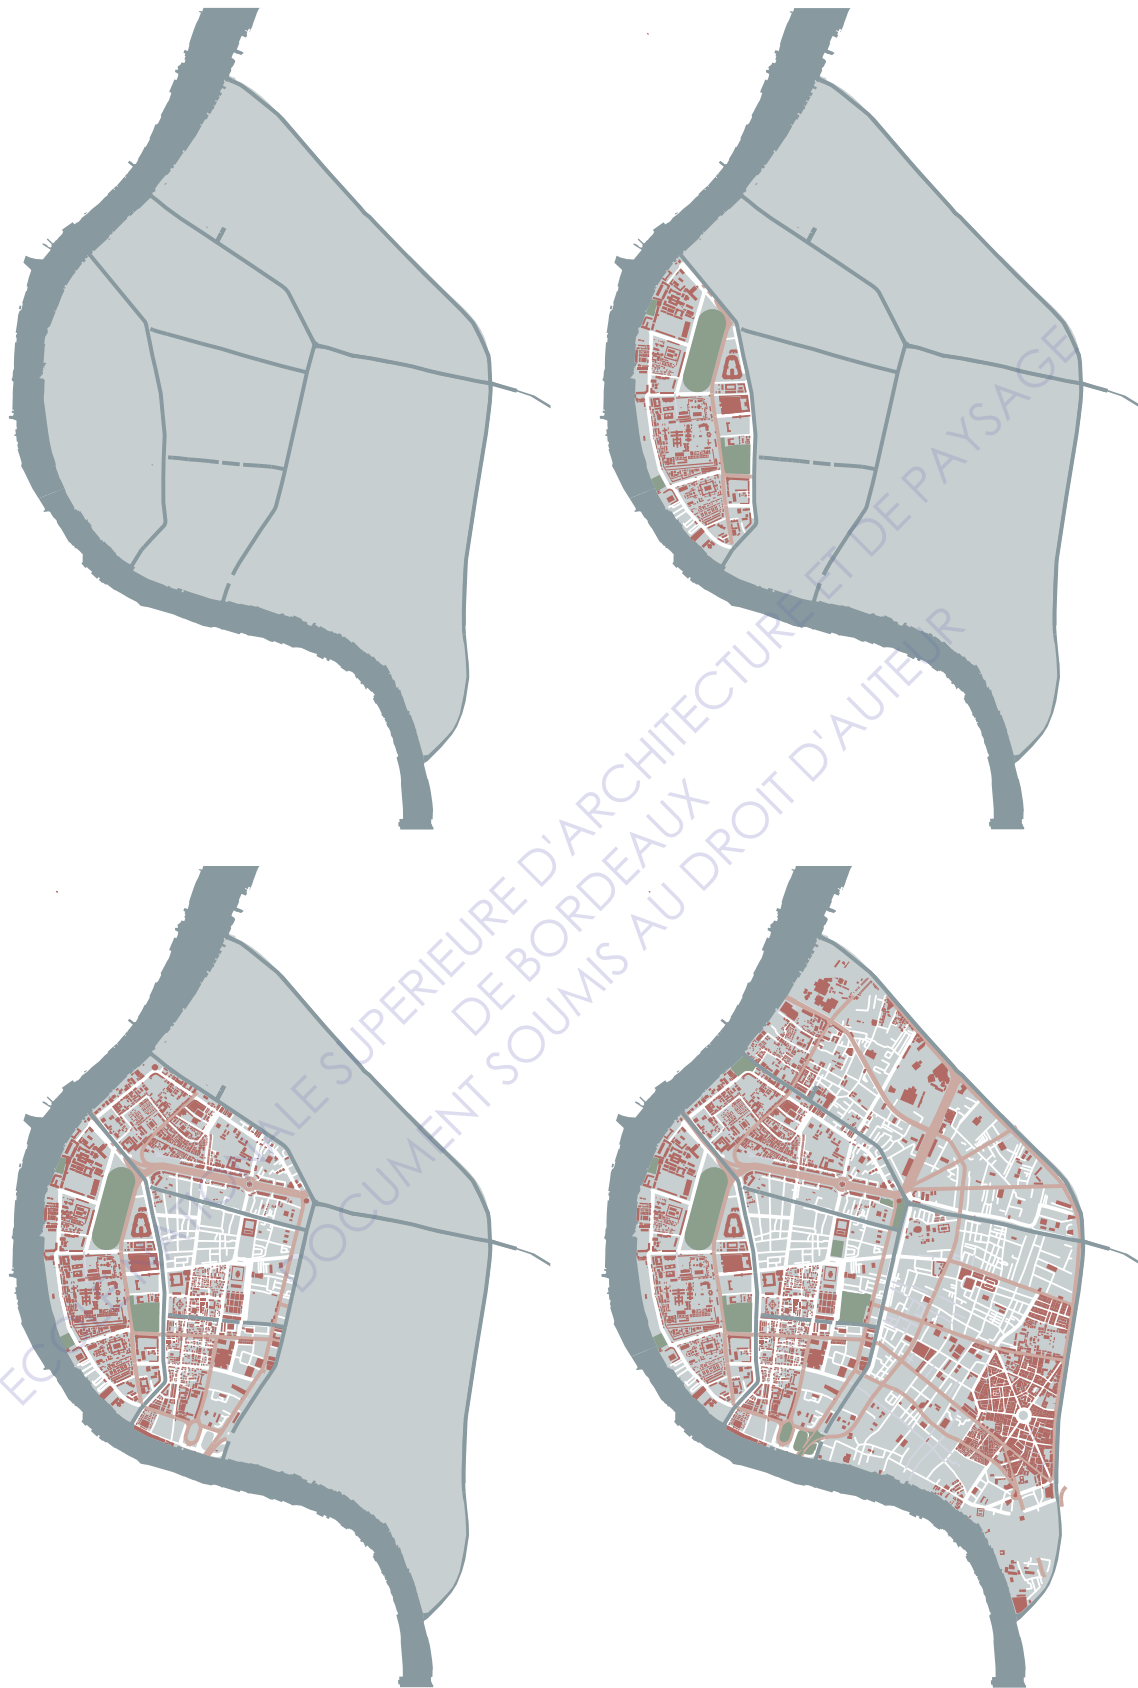 ECOLE NATIONALE SUPERIEURE D'ARCHITECTURE ET DE PAYSAGE
DE BORDEAUX
DOCUMENT SOUMIS AU DROIT D'AUTEUR